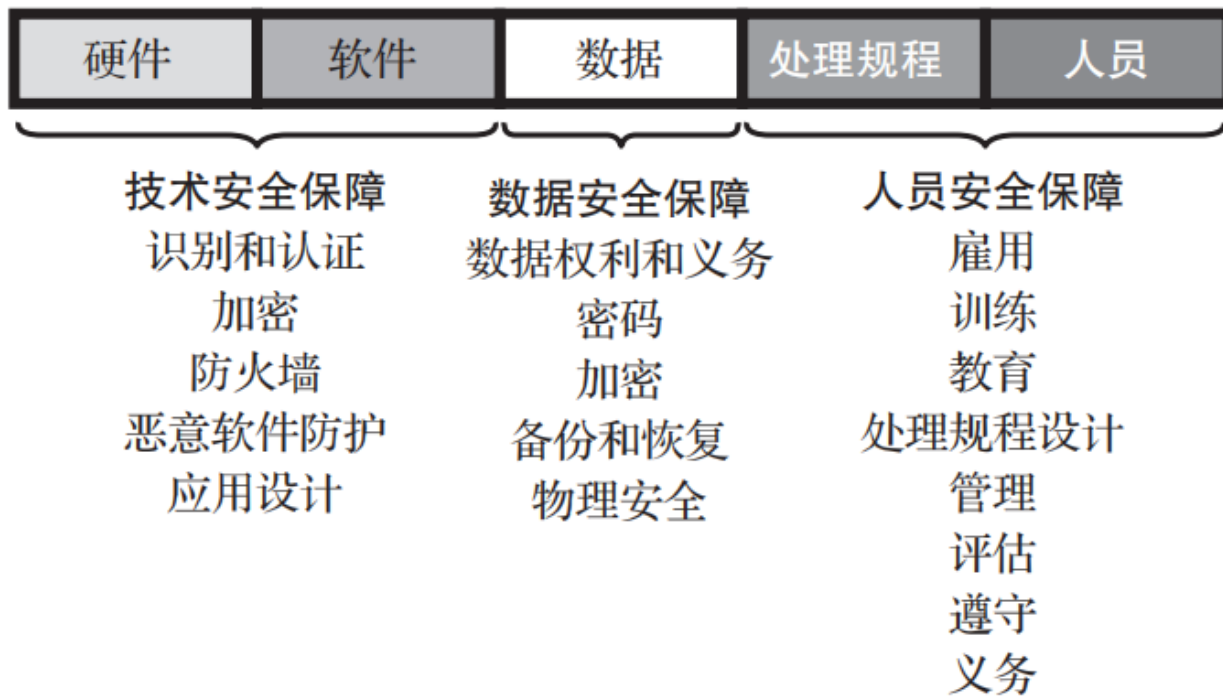 硬件 软件 数据 处理规程 人员
技术安全保障
识别和认证
加密
防火墙
恶意软件防护
应用设计
数据安全保障
数据权利和义务
密码
加密
备份和恢复
物理安全
人员安全保障
雇用
训练
教育
处理规程设计
管理
评估
遵守
义务